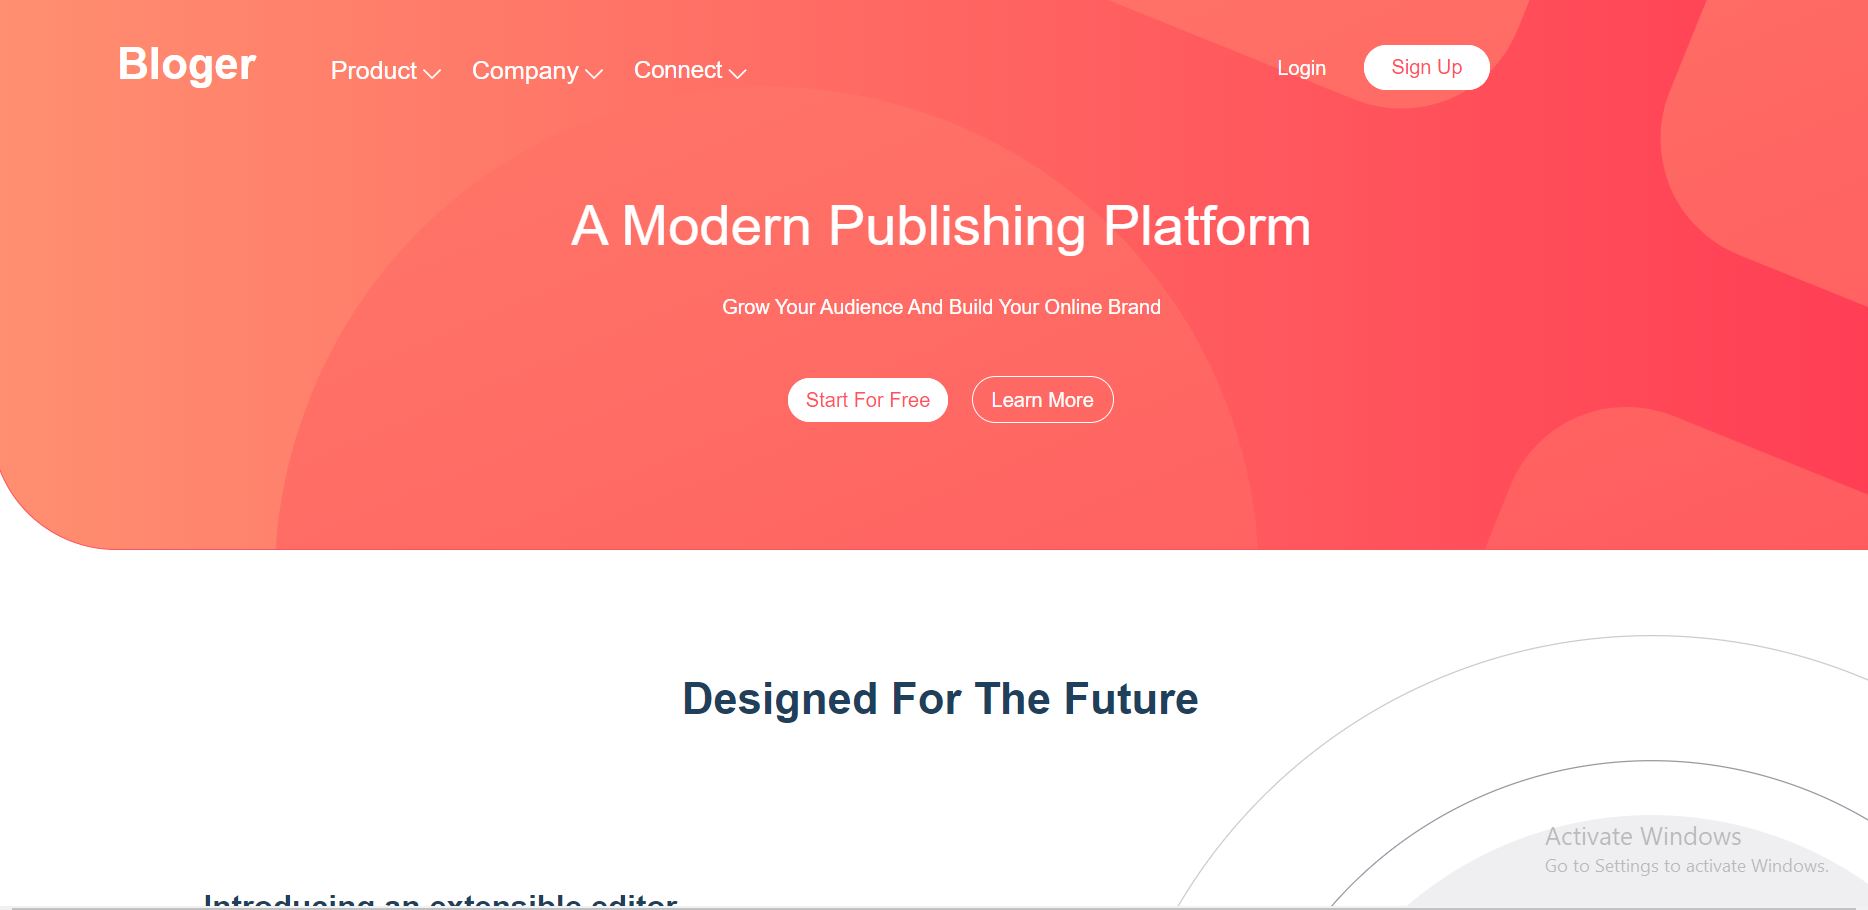 Bloger
Product
Company
Connect
Login
Sign Up
A Modern Publishing Platform
Grow Your Audience And Build Your Online Brand
Start For Free
Learn More
Designed For The Future
Activate Windows
Go to Settings to activate Windows.
Introducing an extensible editor